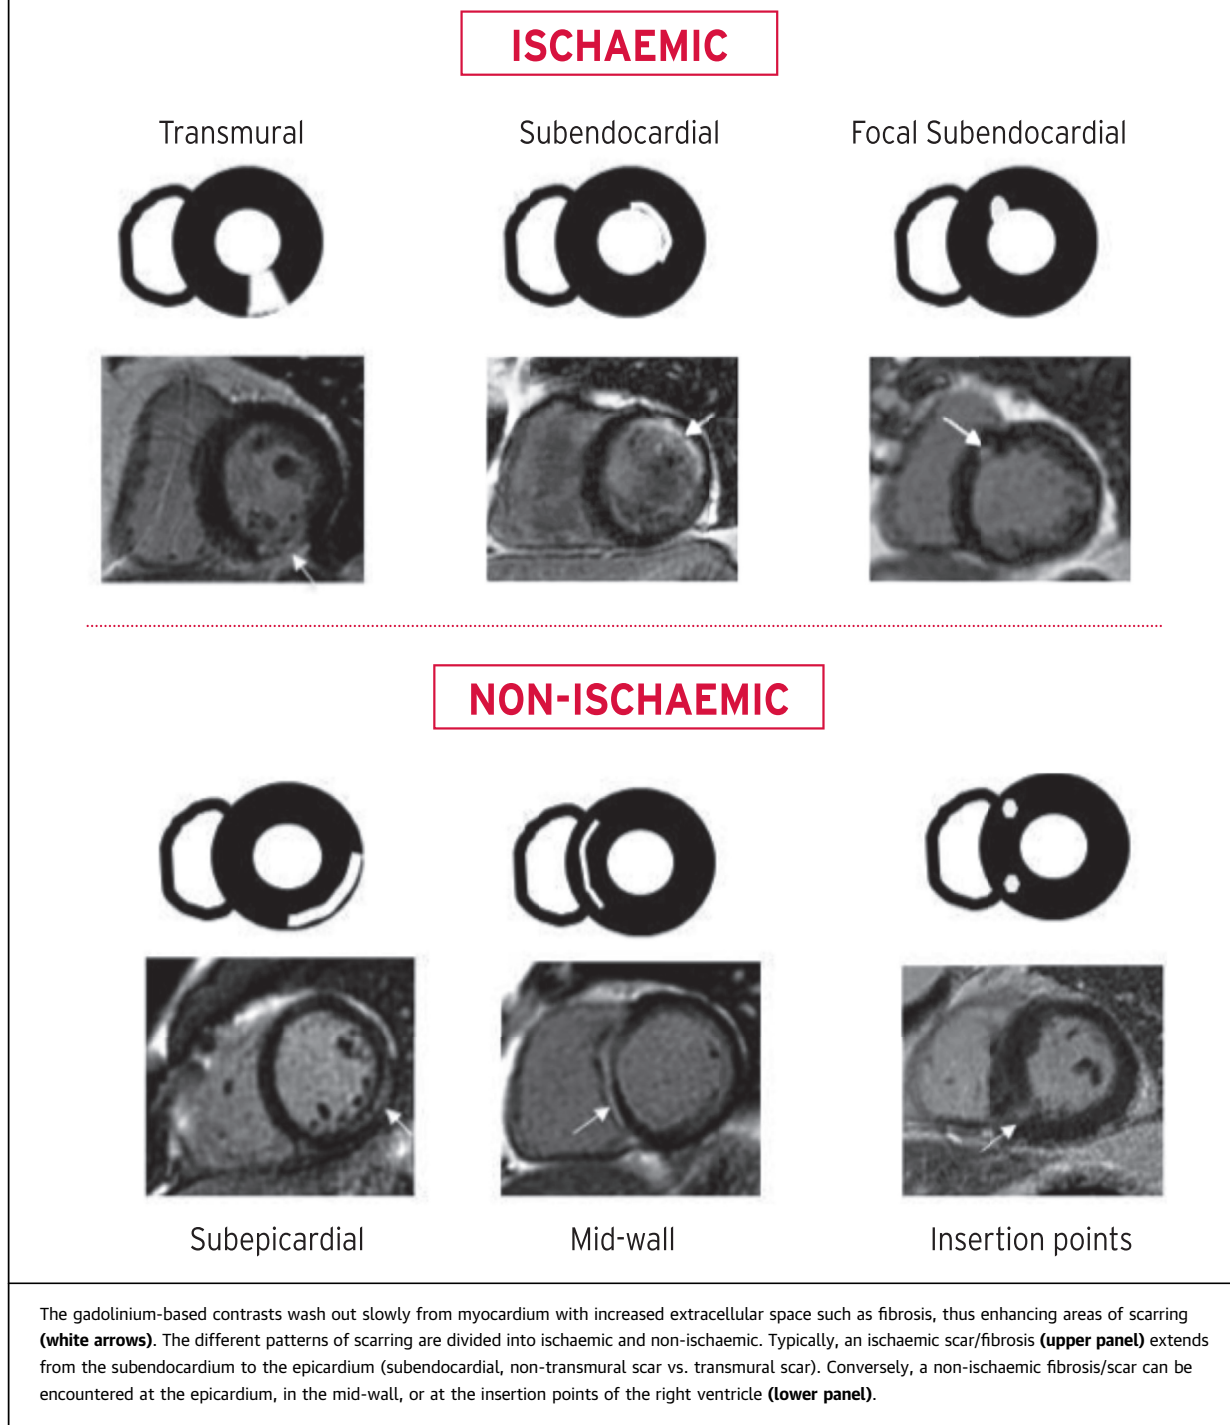 ISCHAEMIC
Transmural
Subendocardial
Focal Subendocardial
NON-ISCHAEMIC
Subepicardial
Mid-wall
Insertion points
The gadolinium-based contrasts wash out slowly from myocardium with increased extracellular space such as fibrosis, thus enhancing areas of scarring
(white arrows). The different patterns of scarring are divided into ischaemic and non-ischaemic. Typically, an ischaemic scar/fibrosis (upper panel) extends
from the subendocardium to the epicardium (subendocardial, non-transmural scar vs. transmural scar). Conversely, a non-ischaemic fibrosis/scar can be
encountered at the epicardium, in the mid-wall, or at the insertion points of the right ventricle (lower panel).